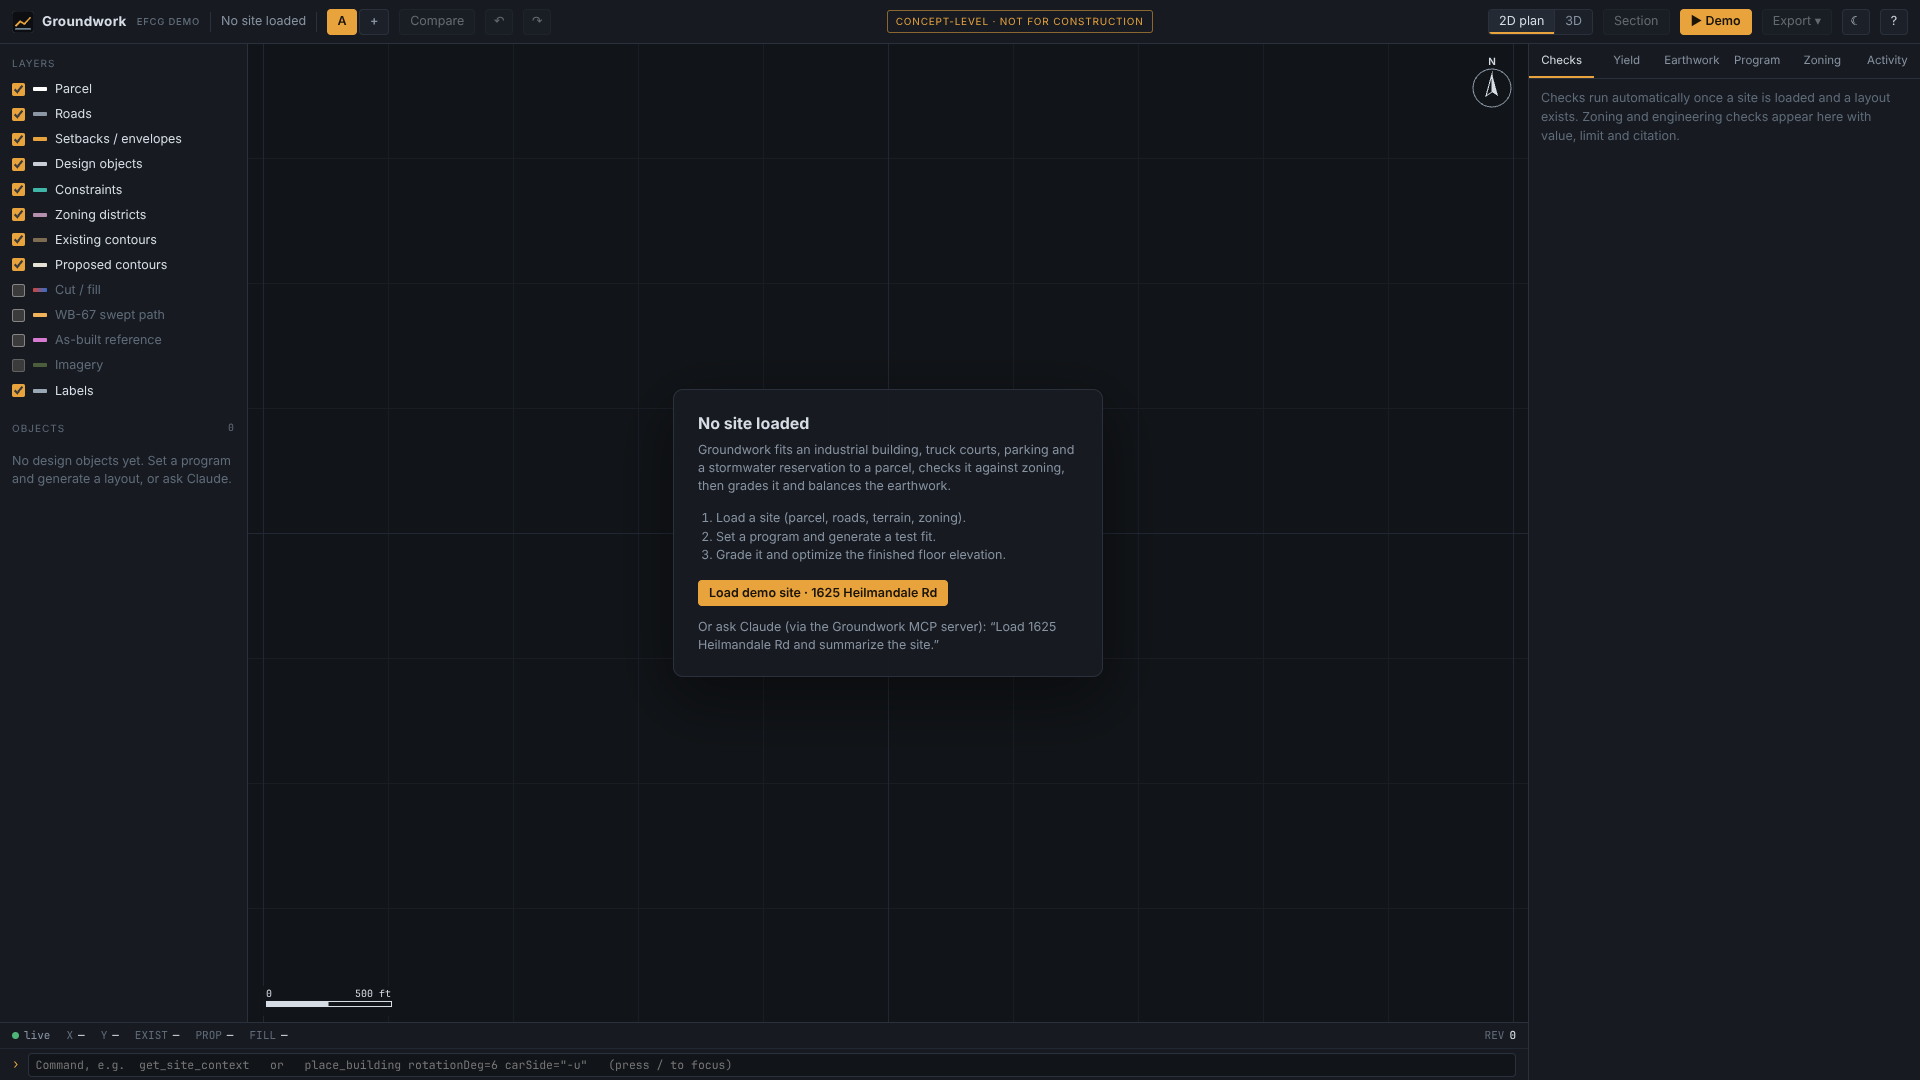 Groundwork EFCG DEMO No site loaded A + Compare ↶ ↷ CONCEPT-LEVEL · NOT FOR CONSTRUCTION 2D plan 3D Section ▶ Demo Export ▾ ☾ ?
LAYERS
Parcel
Roads
Setbacks / envelopes
Design objects
Constraints
Zoning districts
Existing contours
Proposed contours
Cut / fill
WB-67 swept path
As-built reference
Imagery
Labels
OBJECTS 0
No design objects yet. Set a program
and generate a layout, or ask Claude.
N
No site loaded
Groundwork fits an industrial building, truck courts, parking and
a stormwater reservation to a parcel, checks it against zoning,
then grades it and balances the earthwork.
1. Load a site (parcel, roads, terrain, zoning).
2. Set a program and generate a test fit.
3. Grade it and optimize the finished floor elevation.
Load demo site · 1625 Heilmandale Rd
Or ask Claude (via the Groundwork MCP server): “Load 1625
Heilmandale Rd and summarize the site.”
0 500 ft
Checks Yield Earthwork Program Zoning Activity
Checks run automatically once a site is loaded and a layout
exists. Zoning and engineering checks appear here with
value, limit and citation.
live X — Y — EXIST — PROP — FILL — REV 0
› Command, e.g. get_site_context or place_building rotationDeg=6 carSide="-u" (press / to focus)